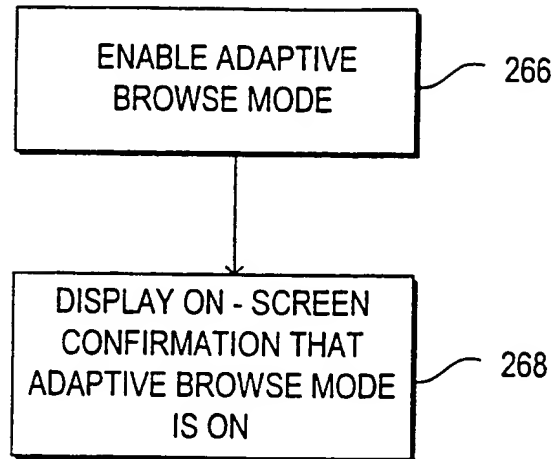 ENABLE ADAPTIVE
BROWSE MODE
266
DISPLAY ON - SCREEN
CONFIRMATION THAT
ADAPTIVE BROWSE MODE
IS ON
268